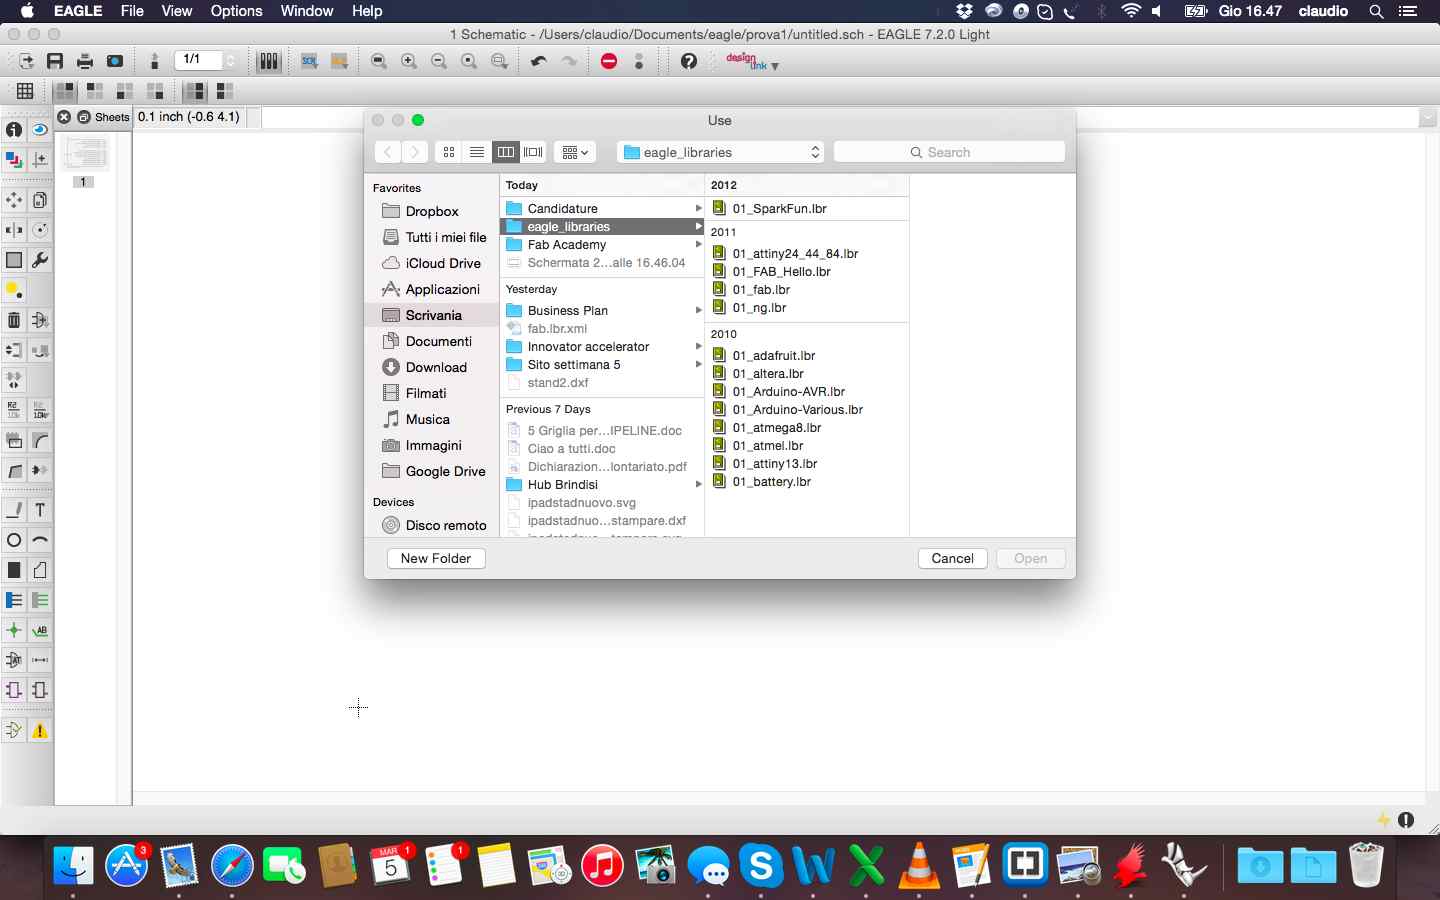 EAGLE File View Options Window Help Gio 16.47 claudio
1 Schematic - /Users/claudio/Documents/eagle/prova1/untitled.sch - EAGLE 7.2.0 Light
1/1 SCR design link
Sheets 0.1 inch (-0.6 4.1)
1
Use
eagle_libraries Search
Favorites
Dropbox
Tutti i miei file
iCloud Drive
Applicazioni
Scrivania
Documenti
Download
Filmati
Musica
Immagini
Google Drive
Devices
Disco remoto
Today
Candidature
eagle_libraries
Fab Academy
Schermata 2...alle 16.46.04
Yesterday
Business Plan
fab.lbr.xml
Innovator accelerator
Sito settimana 5
stand2.dxf
Previous 7 Days
5 Griglia per...IPELINE.doc
Ciao a tutti.doc
Dichiarazion...lontariato.pdf
Hub Brindisi
ipadstadnuovo.svg
ipadstadnuo...stampare.dxf
2012
01_SparkFun.lbr
2011
01_attiny24_44_84.lbr
01_FAB_Hello.lbr
01_fab.lbr
01_ng.lbr
2010
01_adafruit.lbr
01_altera.lbr
01_Arduino-AVR.lbr
01_Arduino-Various.lbr
01_atmega8.lbr
01_atmel.lbr
01_attiny13.lbr
01_battery.lbr
New Folder Cancel Open
R2 R2
10k 10k
T
AB
3 MAR 5 1 1